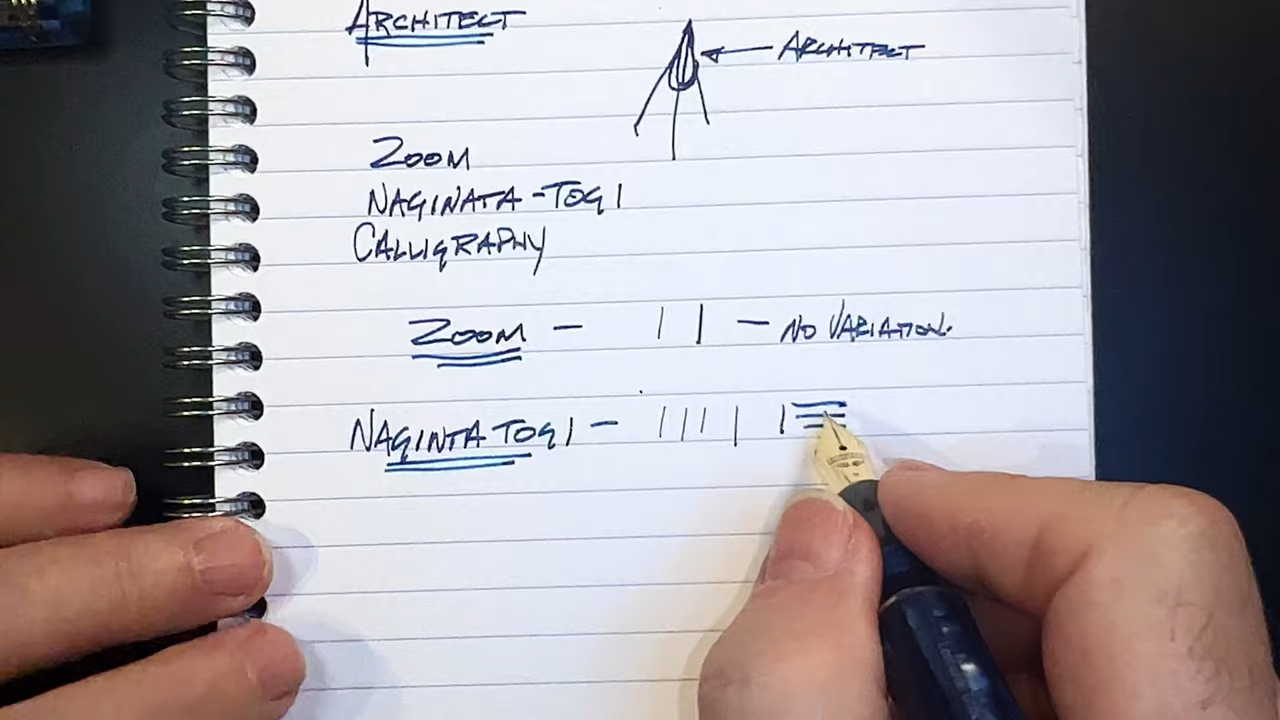 ARCHITECT
ARCHITECT
ZOOM
NAGINATA-TOGI
CALLIGRAPHY
ZOOM - | | - NO VARIATION.
NAGINTA TOGI -